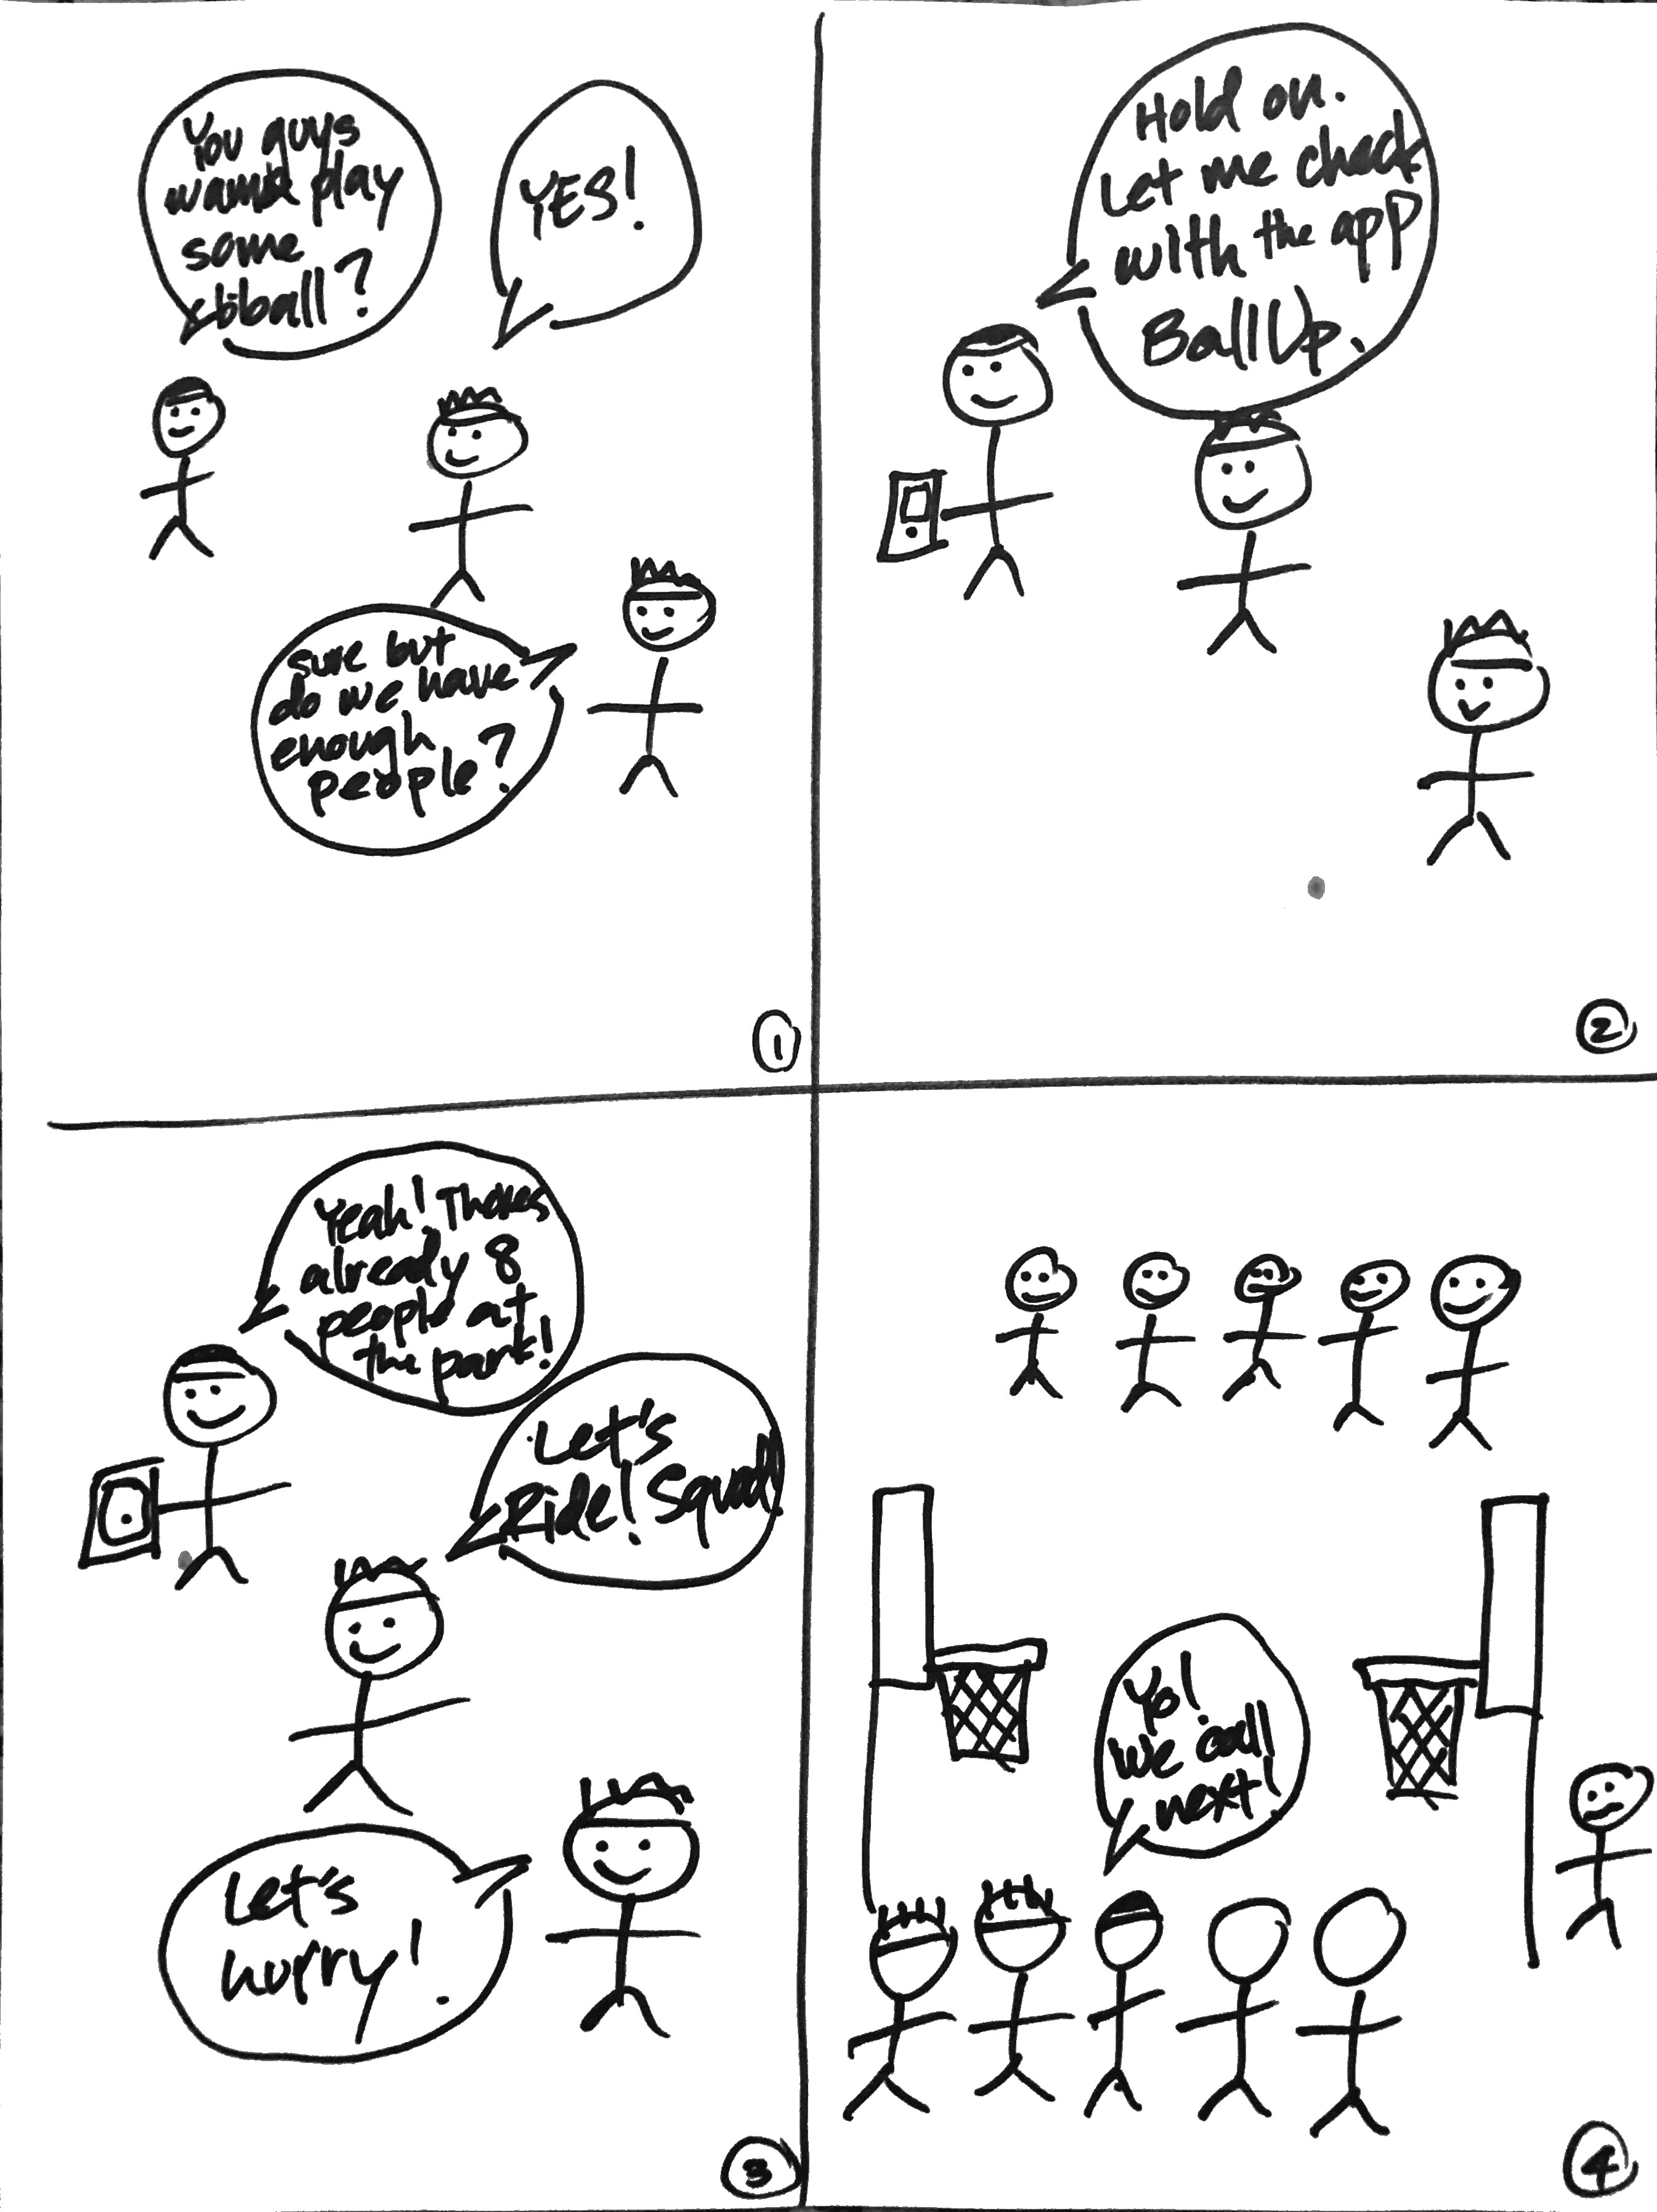 You guys
wanna play
some
bball?
YES!
sure but
do we have
enough
people?
1
Hold on.
Let me check
with the app
BallUp.
2
Yeah! Theres
already 8
people at
the park!
Let's
Ride! Squad!
Let's
hurry!
3
Yo!
We call
next!
4